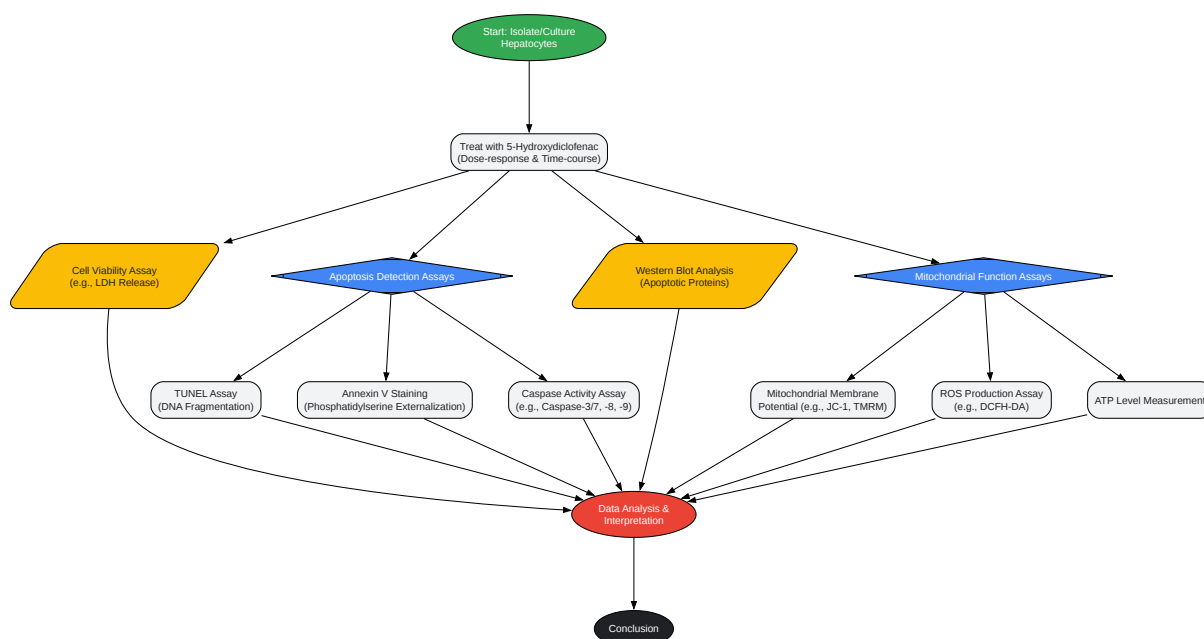 Start: Isolate/Culture
Hepatocytes
Treat with 5-Hydroxydiclofenac
(Dose-response & Time-course)
Cell Viability Assay
(e.g., LDH Release)
Apoptosis Detection Assays
Western Blot Analysis
(Apoptotic Proteins)
Mitochondrial Function Assays
TUNEL Assay
(DNA Fragmentation)
Annexin V Staining
(Phosphatidylserine Externalization)
Caspase Activity Assay
(e.g., Caspase-3/7, -8, -9)
Mitochondrial Membrane
Potential (e.g., JC-1, TMRM)
ROS Production Assay
(e.g., DCFH-DA)
ATP Level Measurement
Data Analysis &
Interpretation
Conclusion